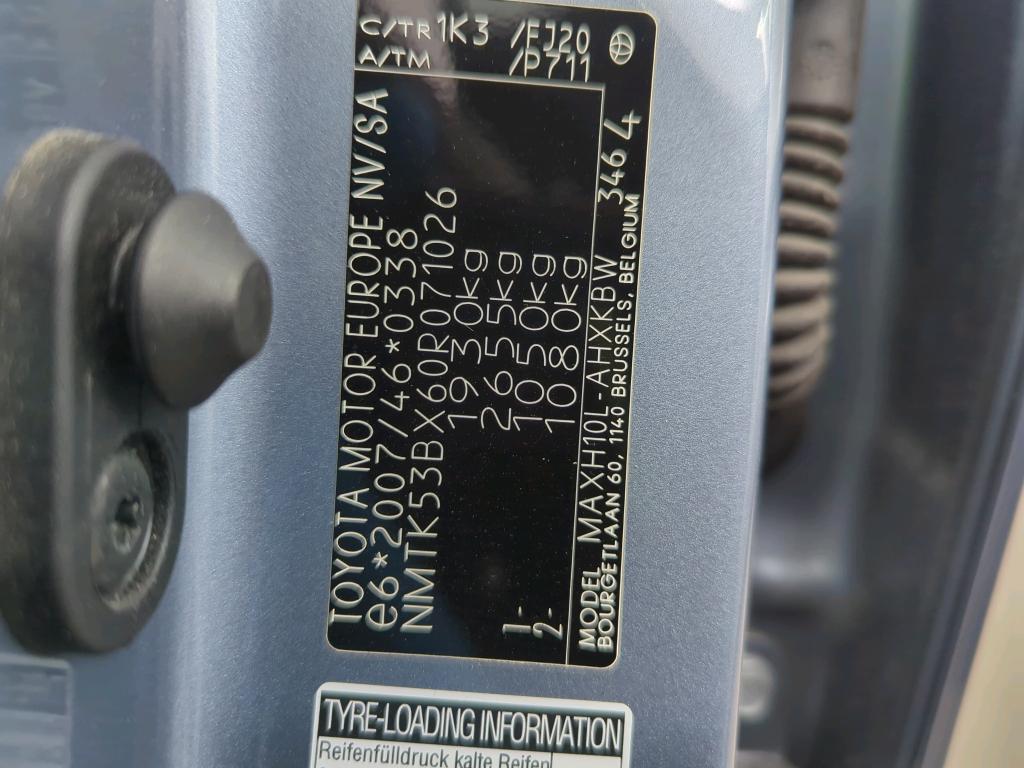 TOYOTA MOTOR EUROPE NV/SA
e6*2007/46*0338
NMTK53BX60R071026
1930kg
2655kg
1- 1050kg
2- 1080kg
MODEL MAXH10L-AHXKBW 346 4
BOURGETLAAN 60, 1140 BRUSSELS, BELGIUM
C/TR 1K3 /FJ20
A/TM /P711
TYRE-LOADING INFORMATION
Reifenfülldruck kalte Reifen